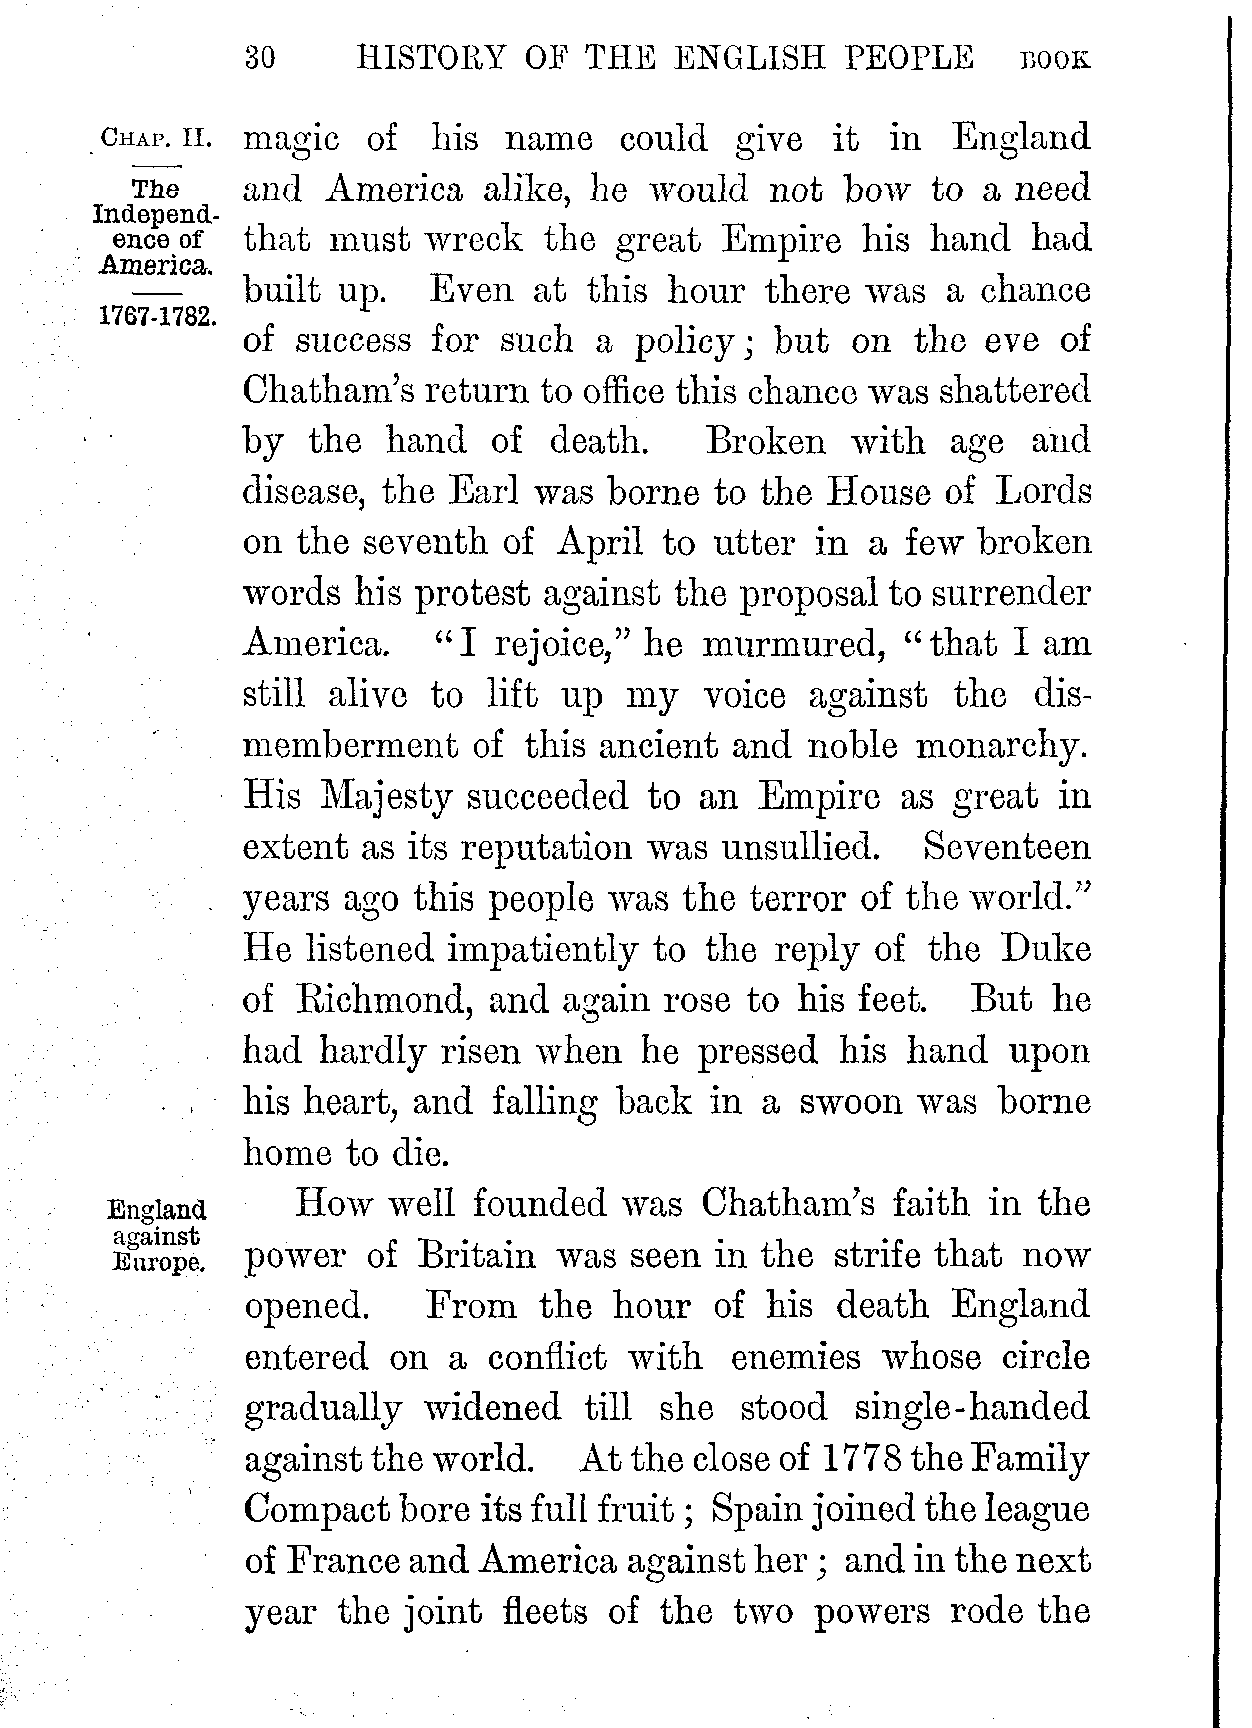 30 HISTORY OF THE ENGLISH PEOPLE BOOK
CHAP. II.
The
Independ-
ence of
America.
1767-1782.
magic of his name could give it in England
and America alike, he would not bow to a need
that must wreck the great Empire his hand had
built up. Even at this hour there was a chance
of success for such a policy; but on the eve of
Chatham's return to office this chance was shattered
by the hand of death. Broken with age and
disease, the Earl was borne to the House of Lords
on the seventh of April to utter in a few broken
words his protest against the proposal to surrender
America. "I rejoice," he murmured, "that I am
still alive to lift up my voice against the dis-
memberment of this ancient and noble monarchy.
His Majesty succeeded to an Empire as great in
extent as its reputation was unsullied. Seventeen
years ago this people was the terror of the world."
He listened impatiently to the reply of the Duke
of Richmond, and again rose to his feet. But he
had hardly risen when he pressed his hand upon
his heart, and falling back in a swoon was borne
home to die.
England
against
Europe.
How well founded was Chatham's faith in the
power of Britain was seen in the strife that now
opened. From the hour of his death England
entered on a conflict with enemies whose circle
gradually widened till she stood single-handed
against the world. At the close of 1778 the Family
Compact bore its full fruit; Spain joined the league
of France and America against her; and in the next
year the joint fleets of the two powers rode the